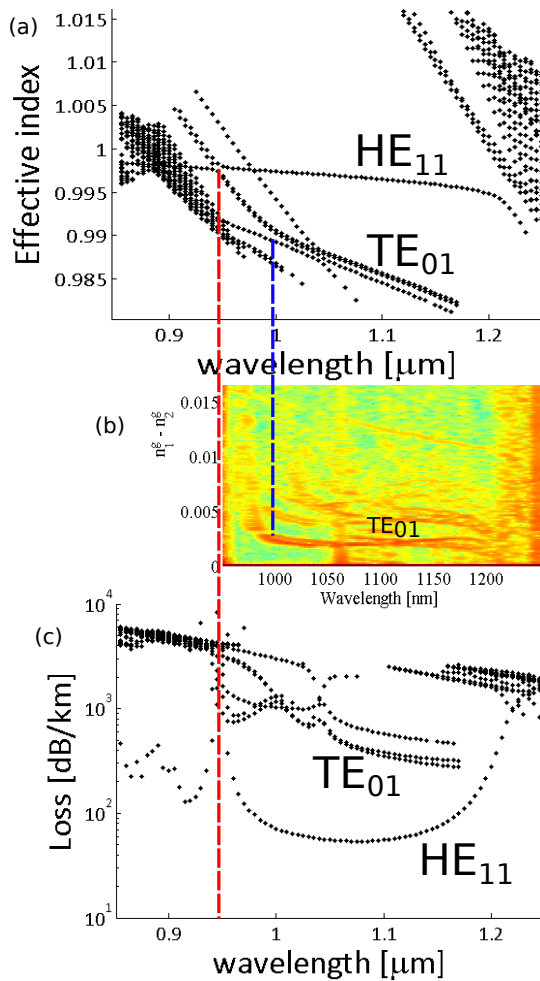 (a)
1.015
1.01
1.005
1
0.995
0.99
0.985
Effective index
HE11
TE01
0.9 1 1.1 1.2
wavelength [μm]
(b)
0.015
0.01
0.005
0
n1^g - n2^g
TE01
1000 1050 1100 1150 1200
Wavelength [nm]
(c)
10^4
10^3
10^2
10^1
Loss [dB/km]
TE01
HE11
0.9 1 1.1 1.2
wavelength [μm]